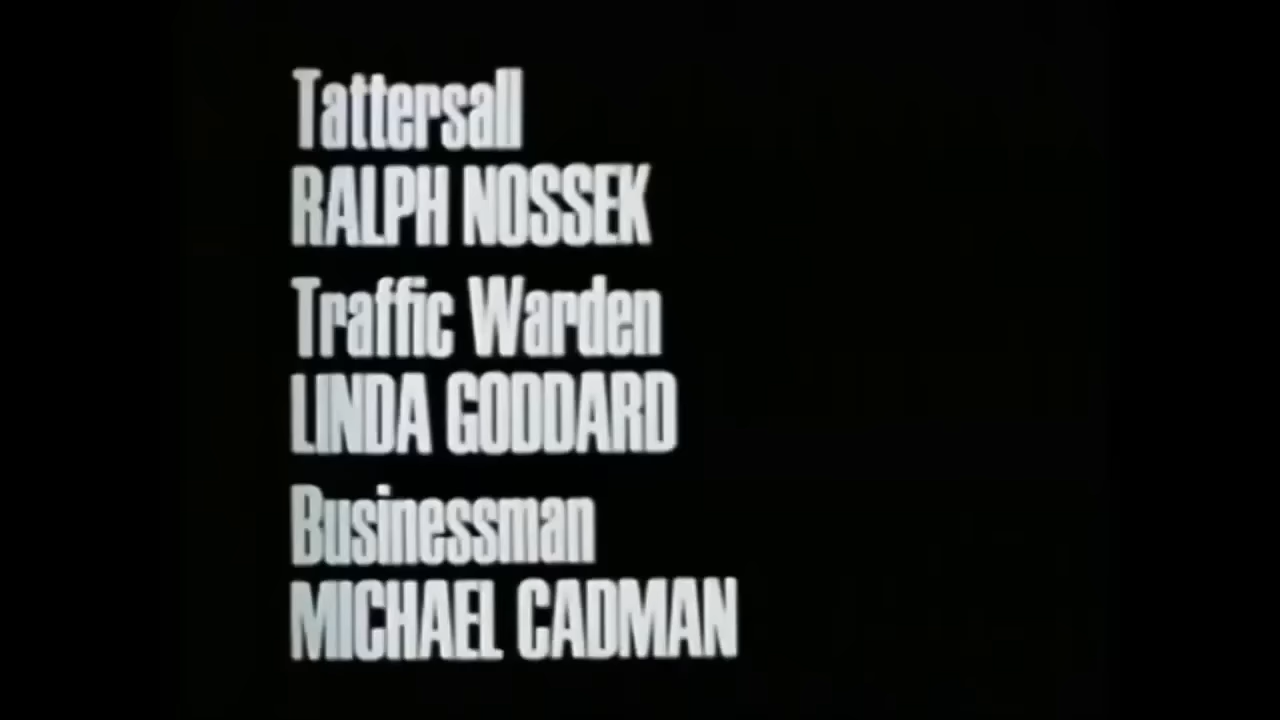 Tattersall
RALPH NOSSEK
Traffic Warden
LINDA GODDARD
Businessman
MICHAEL CADMAN